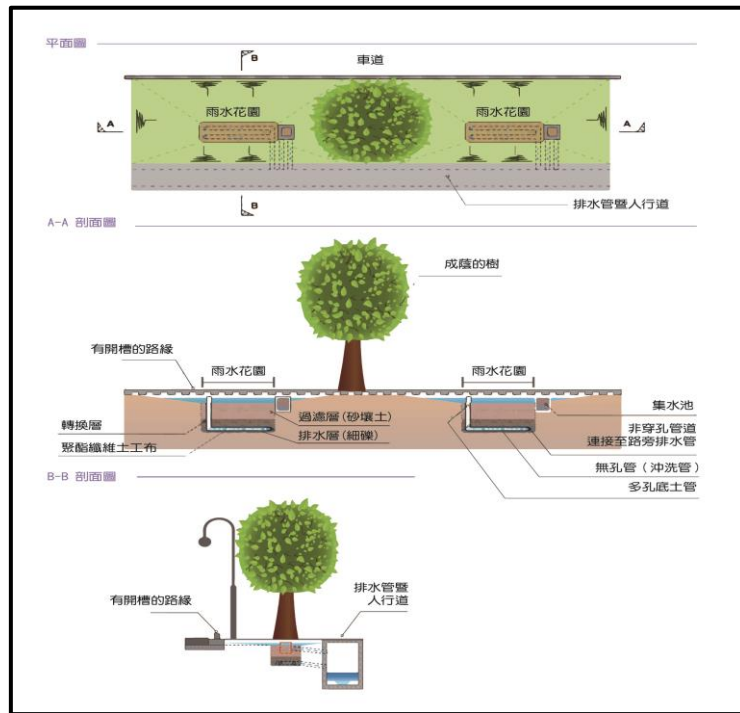 平面圖
B
車道
雨水花園
雨水花園
A
A
B
排水管暨人行道
A-A 剖面圖
成蔭的樹
有開槽的路緣
雨水花園
雨水花園
轉換層
過濾層(砂壤土)
集水池
聚酯纖維土工布
排水層(細礫)
非穿孔管道
連接至路旁排水管
無孔管（沖洗管）
多孔底土管
B-B 剖面圖
有開槽的路緣
排水管暨
人行道